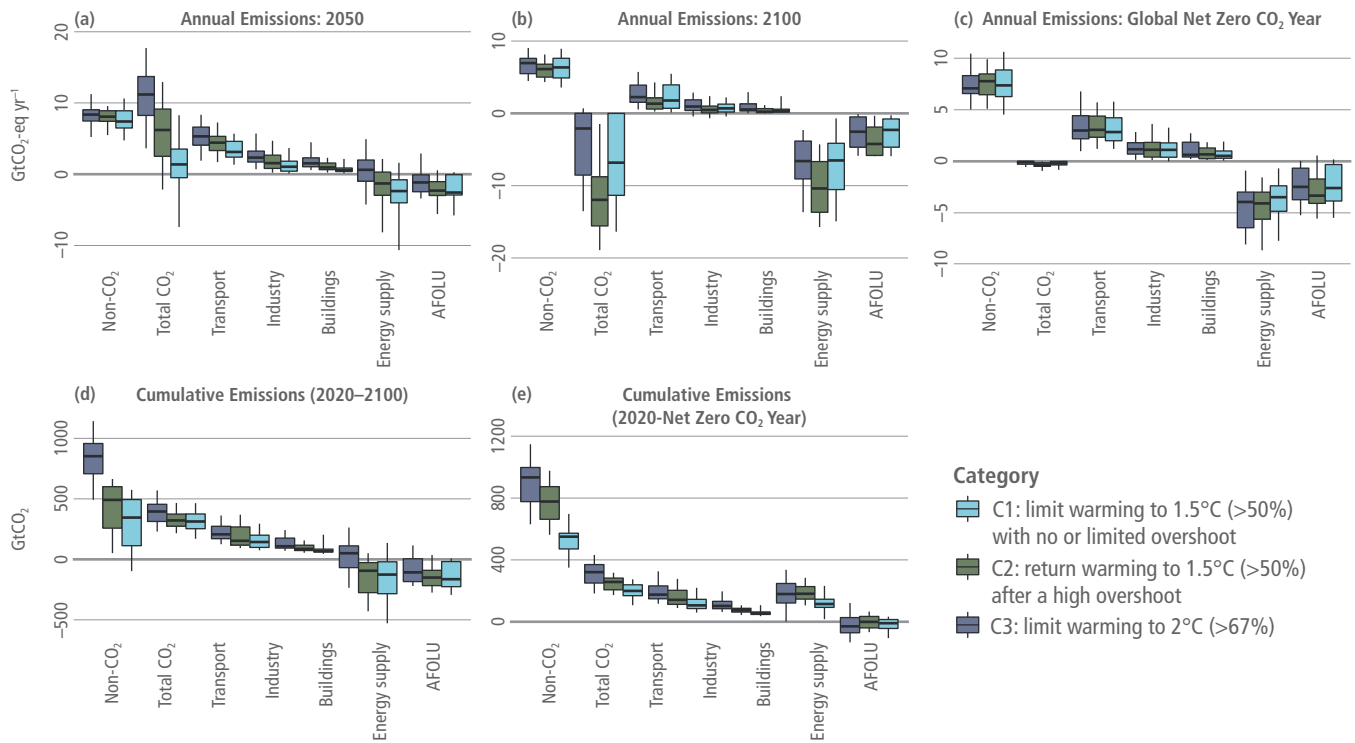 (a) Annual Emissions: 2050
GtCO₂-eq yr⁻¹
20
10
0
−10
Non-CO₂
Total CO₂
Transport
Industry
Buildings
Energy supply
AFOLU
(b) Annual Emissions: 2100
10
0
−10
−20
Non-CO₂
Total CO₂
Transport
Industry
Buildings
Energy supply
AFOLU
(c) Annual Emissions: Global Net Zero CO₂ Year
10
5
0
−5
−10
Non-CO₂
Total CO₂
Transport
Industry
Buildings
Energy supply
AFOLU
(d) Cumulative Emissions (2020–2100)
GtCO₂
1000
500
0
−500
Non-CO₂
Total CO₂
Transport
Industry
Buildings
Energy supply
AFOLU
(e) Cumulative Emissions
(2020-Net Zero CO₂ Year)
1200
800
400
0
Non-CO₂
Total CO₂
Transport
Industry
Buildings
Energy supply
AFOLU
Category
C1: limit warming to 1.5°C (>50%)
with no or limited overshoot
C2: return warming to 1.5°C (>50%)
after a high overshoot
C3: limit warming to 2°C (>67%)